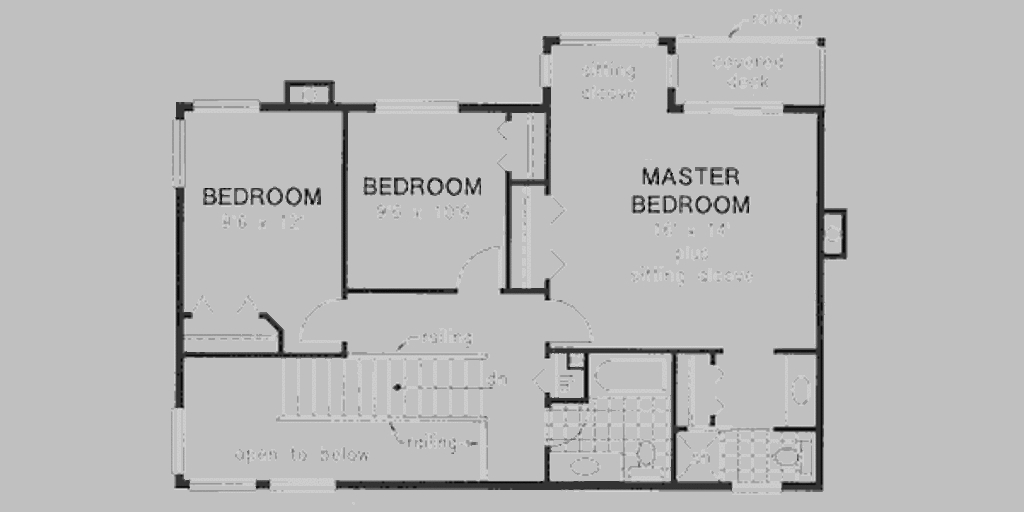 railing
sitting
alcove
covered
deck
BEDROOM
9'6 x 12'
BEDROOM
9'6 x 10'6
MASTER
BEDROOM
16' x 14'
plus
sitting alcove
railing
dn
railing
open to below